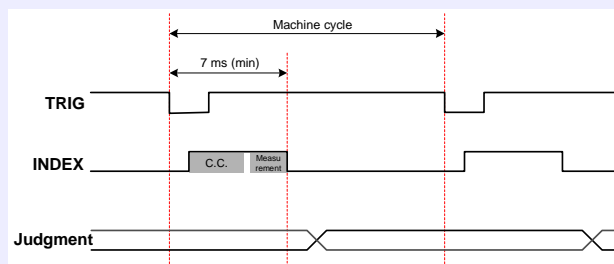 Machine cycle
7 ms (min)
TRIG
INDEX
C.C.
Measu
rement
Judgment